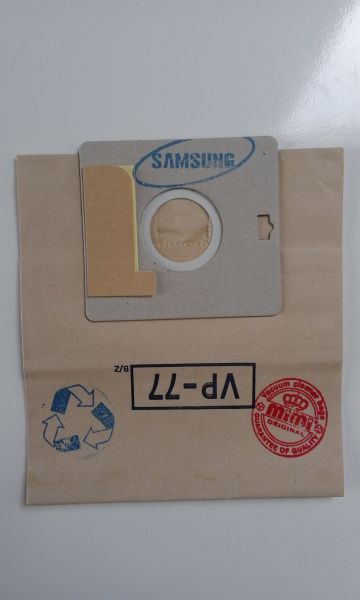 SAMSUNG
VP-77
B/Z
Vacuum cleaner bags
mimi
ORIGINAL
GUARANTEE OF QUALITY